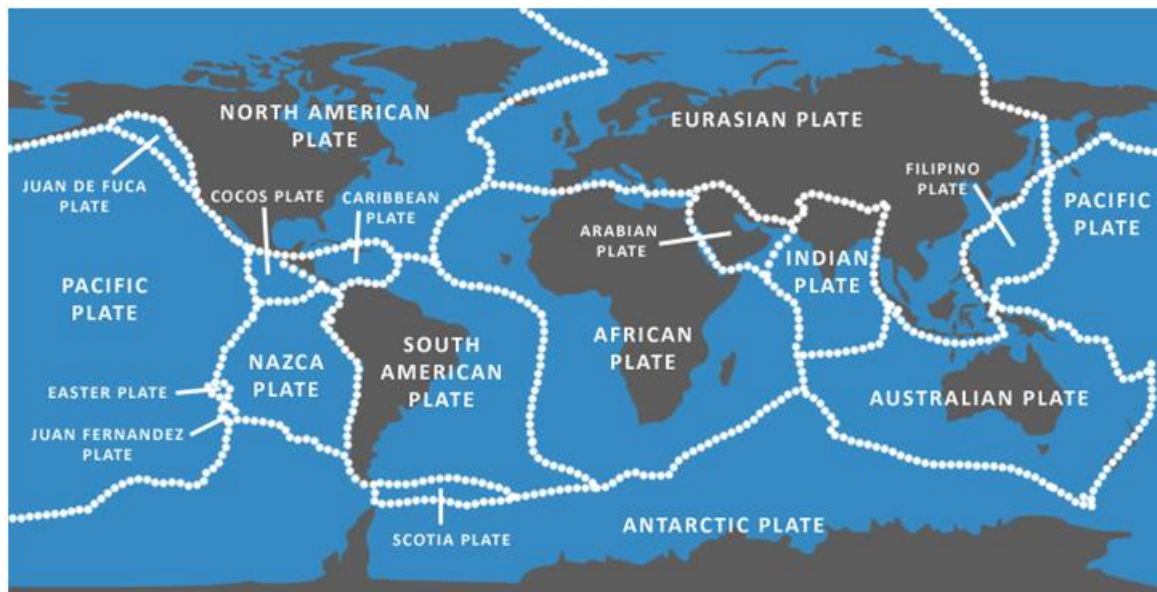 NORTH AMERICAN
PLATE
EURASIAN PLATE
JUAN DE FUCA
PLATE
COCOS PLATE
CARIBBEAN
PLATE
FILIPINO
PLATE
PACIFIC
PLATE
ARABIAN
PLATE
INDIAN
PLATE
PACIFIC
PLATE
NAZCA
PLATE
SOUTH
AMERICAN
PLATE
AFRICAN
PLATE
EASTER PLATE
AUSTRALIAN PLATE
JUAN FERNANDEZ
PLATE
SCOTIA PLATE
ANTARCTIC PLATE